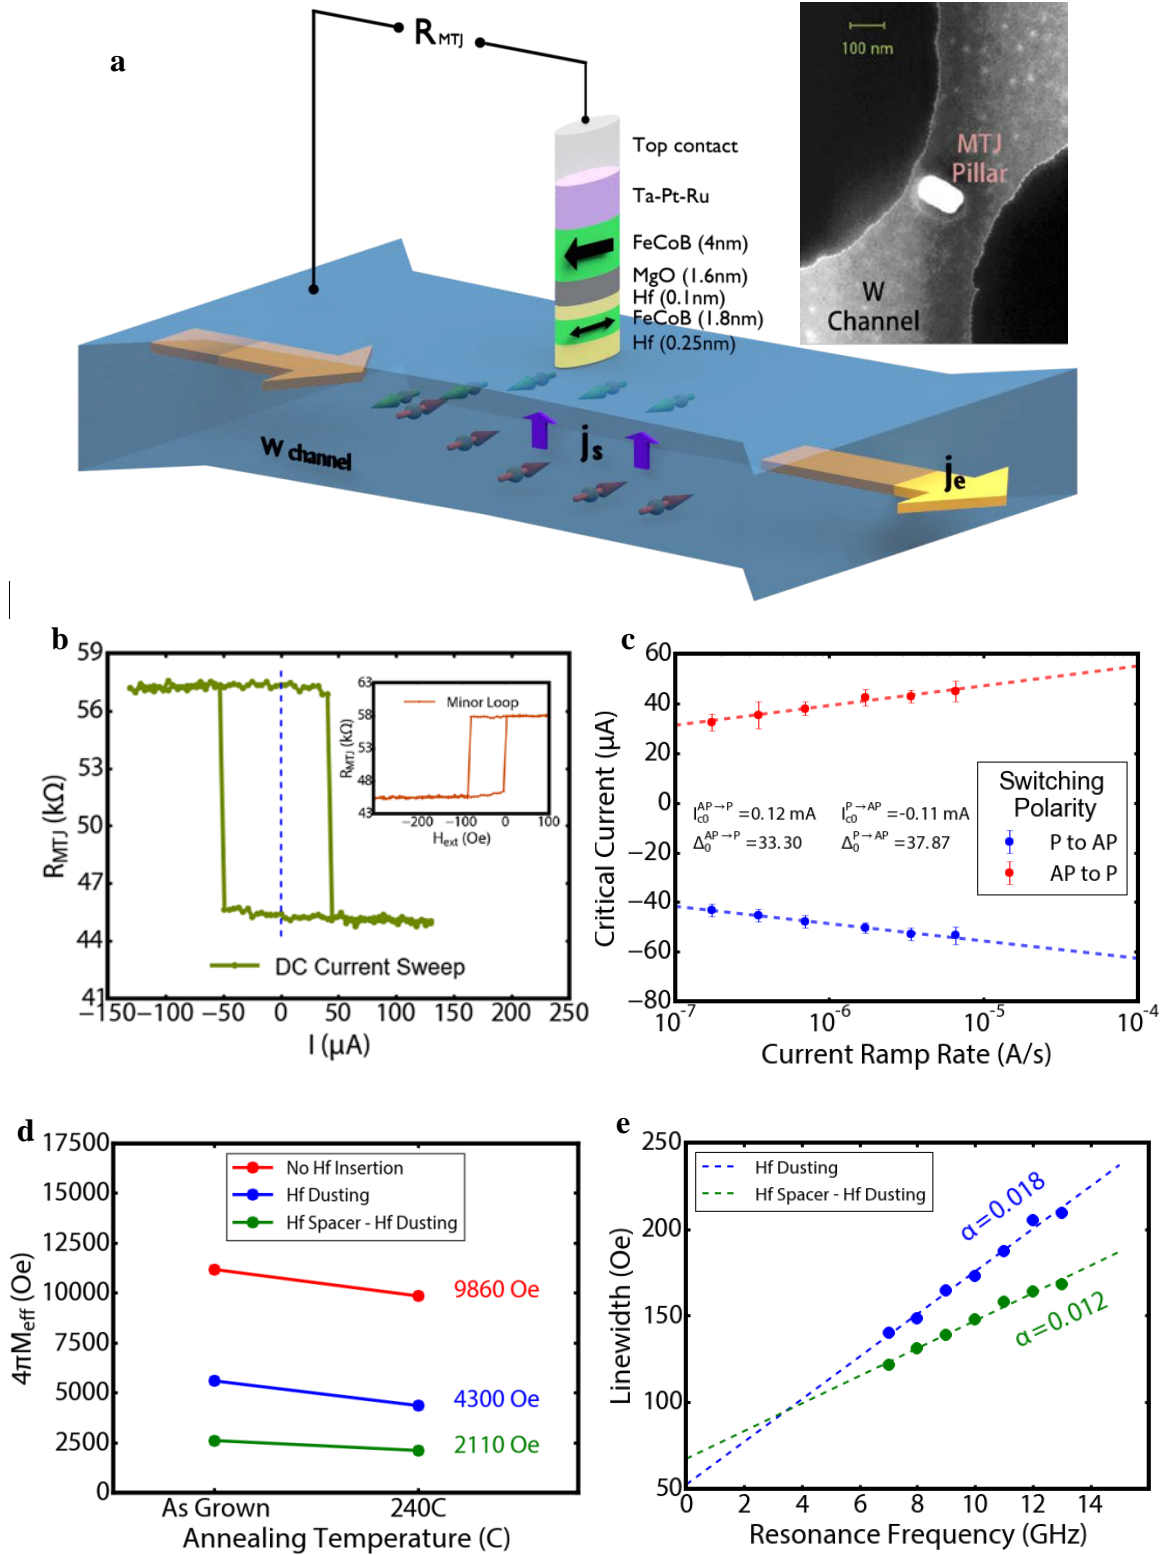 a
R_MTJ
Top contact
Ta-Pt-Ru
FeCoB (4nm)
MgO (1.6nm)
Hf (0.1nm)
FeCoB (1.8nm)
Hf (0.25nm)
100 nm
MTJ
Pillar
W
Channel
W channel
j_s
j_e
b
59
56
53
50
47
44
41
R_MTJ (kΩ)
−150 −100 −50 0 50 100 150 200 250
I (μA)
DC Current Sweep
63
58
53
48
43
R_MTJ (kΩ)
Minor Loop
−200 −100 0 100
H_ext (Oe)
c
60
40
20
0
−20
−40
−60
−80
Critical Current (μA)
I_c0^AP→P = 0.12 mA I_c0^P→AP = -0.11 mA
Δ_0^AP→P = 33.30 Δ_0^P→AP = 37.87
Switching
Polarity
P to AP
AP to P
10^-7 10^-6 10^-5 10^-4
Current Ramp Rate (A/s)
d
17500
15000
12500
10000
7500
5000
2500
0
4πM_eff (Oe)
No Hf Insertion
Hf Dusting
Hf Spacer - Hf Dusting
9860 Oe
4300 Oe
2110 Oe
As Grown 240C
Annealing Temperature (C)
e
250
200
150
100
50
Linewidth (Oe)
Hf Dusting
Hf Spacer - Hf Dusting
α=0.018
α=0.012
0 2 4 6 8 10 12 14
Resonance Frequency (GHz)